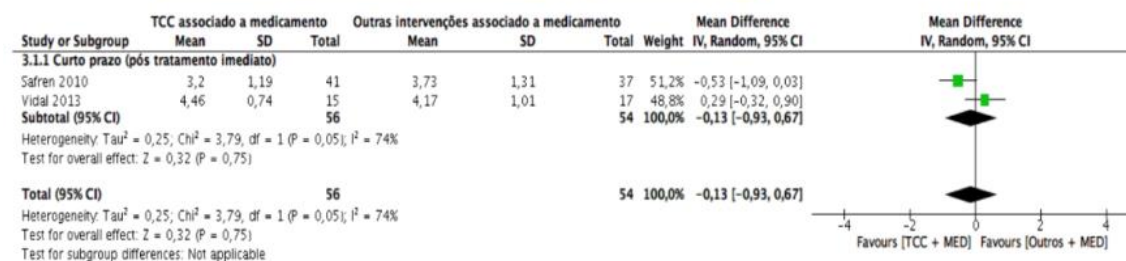 TCC associado a medicamento Outras intervenções associado a medicamento Mean Difference Mean Difference
Study or Subgroup Mean SD Total Mean SD Total Weight IV, Random, 95% CI IV, Random, 95% CI
3.1.1 Curto prazo (pós tratamento imediato)
Safren 2010 3,2 1,19 41 3,73 1,31 37 51,2% -0,53 [-1,09, 0,03]
Vidal 2013 4,46 0,74 15 4,17 1,01 17 48,8% 0,29 [-0,32, 0,90]
Subtotal (95% CI) 56 54 100,0% -0,13 [-0,93, 0,67]
Heterogeneity: Tau² = 0,25; Chi² = 3,79, df = 1 (P = 0,05); I² = 74%
Test for overall effect: Z = 0,32 (P = 0,75)
Total (95% CI) 56 54 100,0% -0,13 [-0,93, 0,67]
Heterogeneity: Tau² = 0,25; Chi² = 3,79, df = 1 (P = 0,05); I² = 74%
Test for overall effect: Z = 0,32 (P = 0,75)
Test for subgroup differences: Not applicable
-4 -2 0 2 4
Favours [TCC + MED] Favours [Outros + MED]